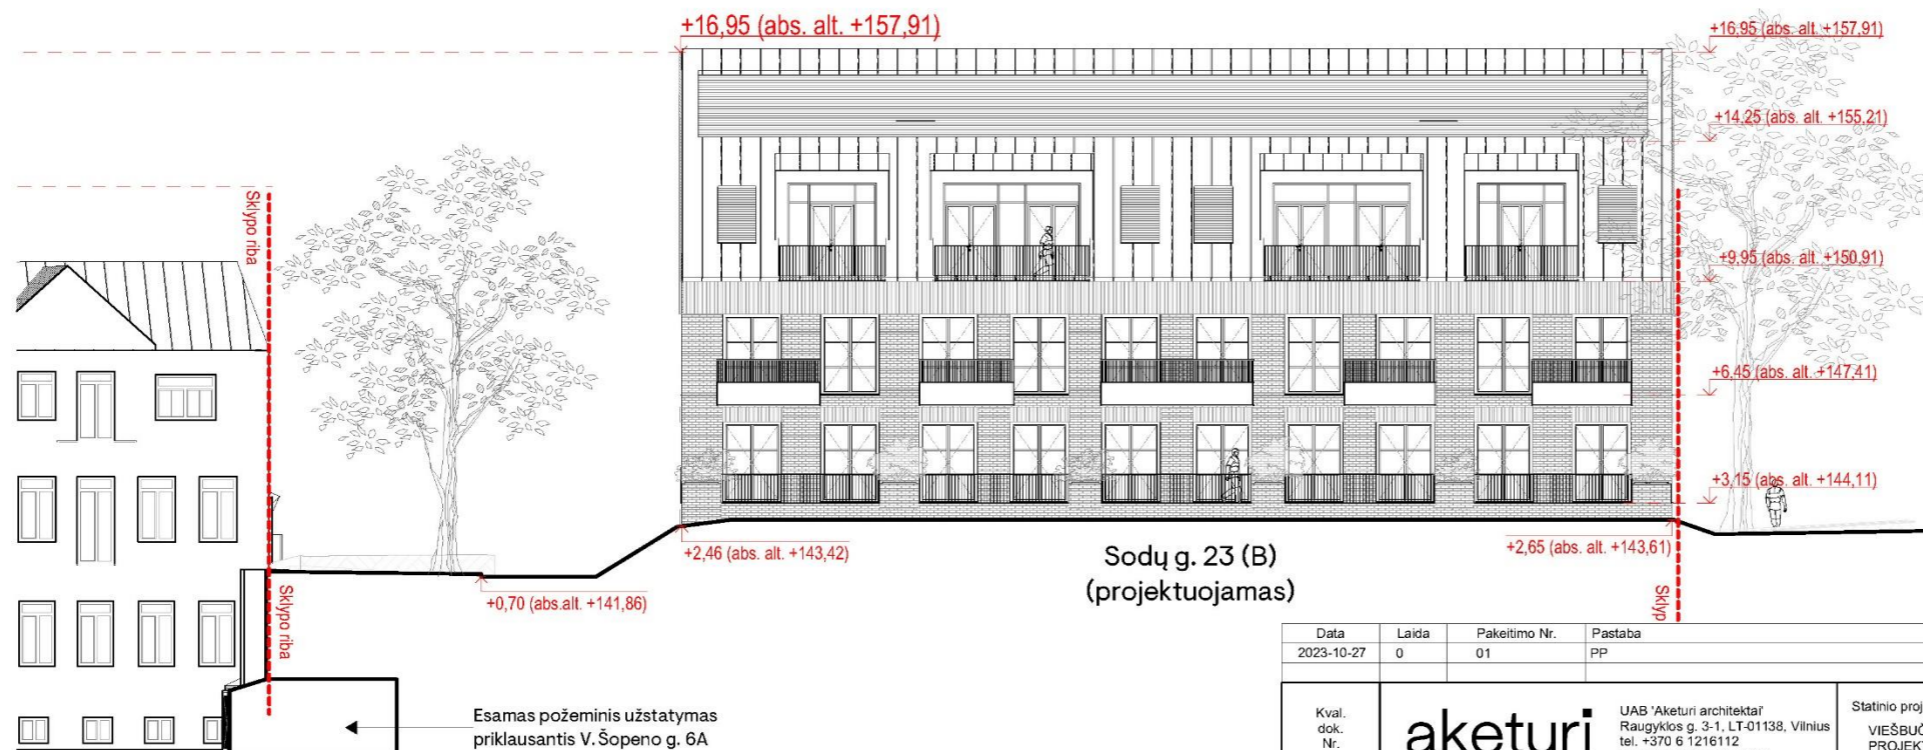 +16,95 (abs. alt. +157,91)
+16,95 (abs. alt. +157,91)
+14,25 (abs. alt. +155,21)
Sklypo riba
+9,95 (abs. alt. +150,91)
+6,45 (abs. alt. +147,41)
+3,15 (abs. alt. +144,11)
+2,46 (abs. alt. +143,42)
Sodų g. 23 (B)
(projektuojamas)
+2,65 (abs. alt. +143,61)
+0,70 (abs.alt. +141,86)
Sklypo riba
Sklyp
Data Laida Pakeitimo Nr. Pastaba
2023-10-27 0 01 PP
Esamas požeminis užstatymas
priklausantis V. Šopeno g. 6A
Kval.
dok.
Nr.
aketuri
UAB 'Aketuri architektai'
Raugyklos g. 3-1, LT-01138, Vilnius
tel. +370 6 1216112
Statinio proj
VIEŠBUČ
PROJEKT